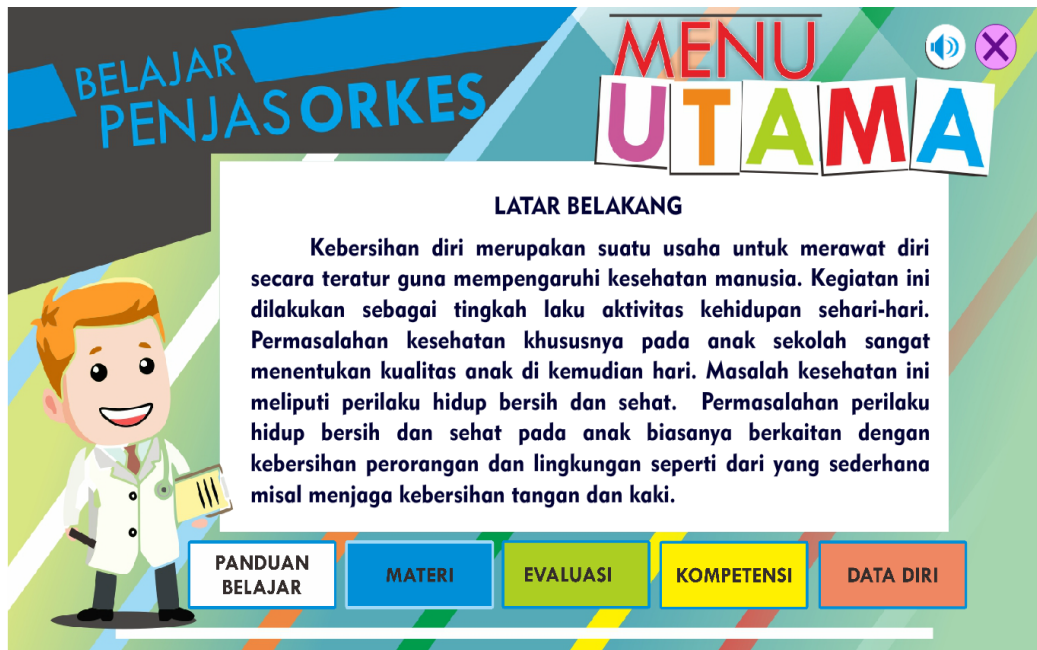 BELAJAR
PENJAS ORKES
MENU
UTAMA
LATAR BELAKANG
Kebersihan diri merupakan suatu usaha untuk merawat diri
secara teratur guna mempengaruhi kesehatan manusia. Kegiatan ini
dilakukan sebagai tingkah laku aktivitas kehidupan sehari-hari.
Permasalahan kesehatan khususnya pada anak sekolah sangat
menentukan kualitas anak di kemudian hari. Masalah kesehatan ini
meliputi perilaku hidup bersih dan sehat. Permasalahan perilaku
hidup bersih dan sehat pada anak biasanya berkaitan dengan
kebersihan perorangan dan lingkungan seperti dari yang sederhana
misal menjaga kebersihan tangan dan kaki.
PANDUAN
BELAJAR
MATERI
EVALUASI
KOMPETENSI
DATA DIRI